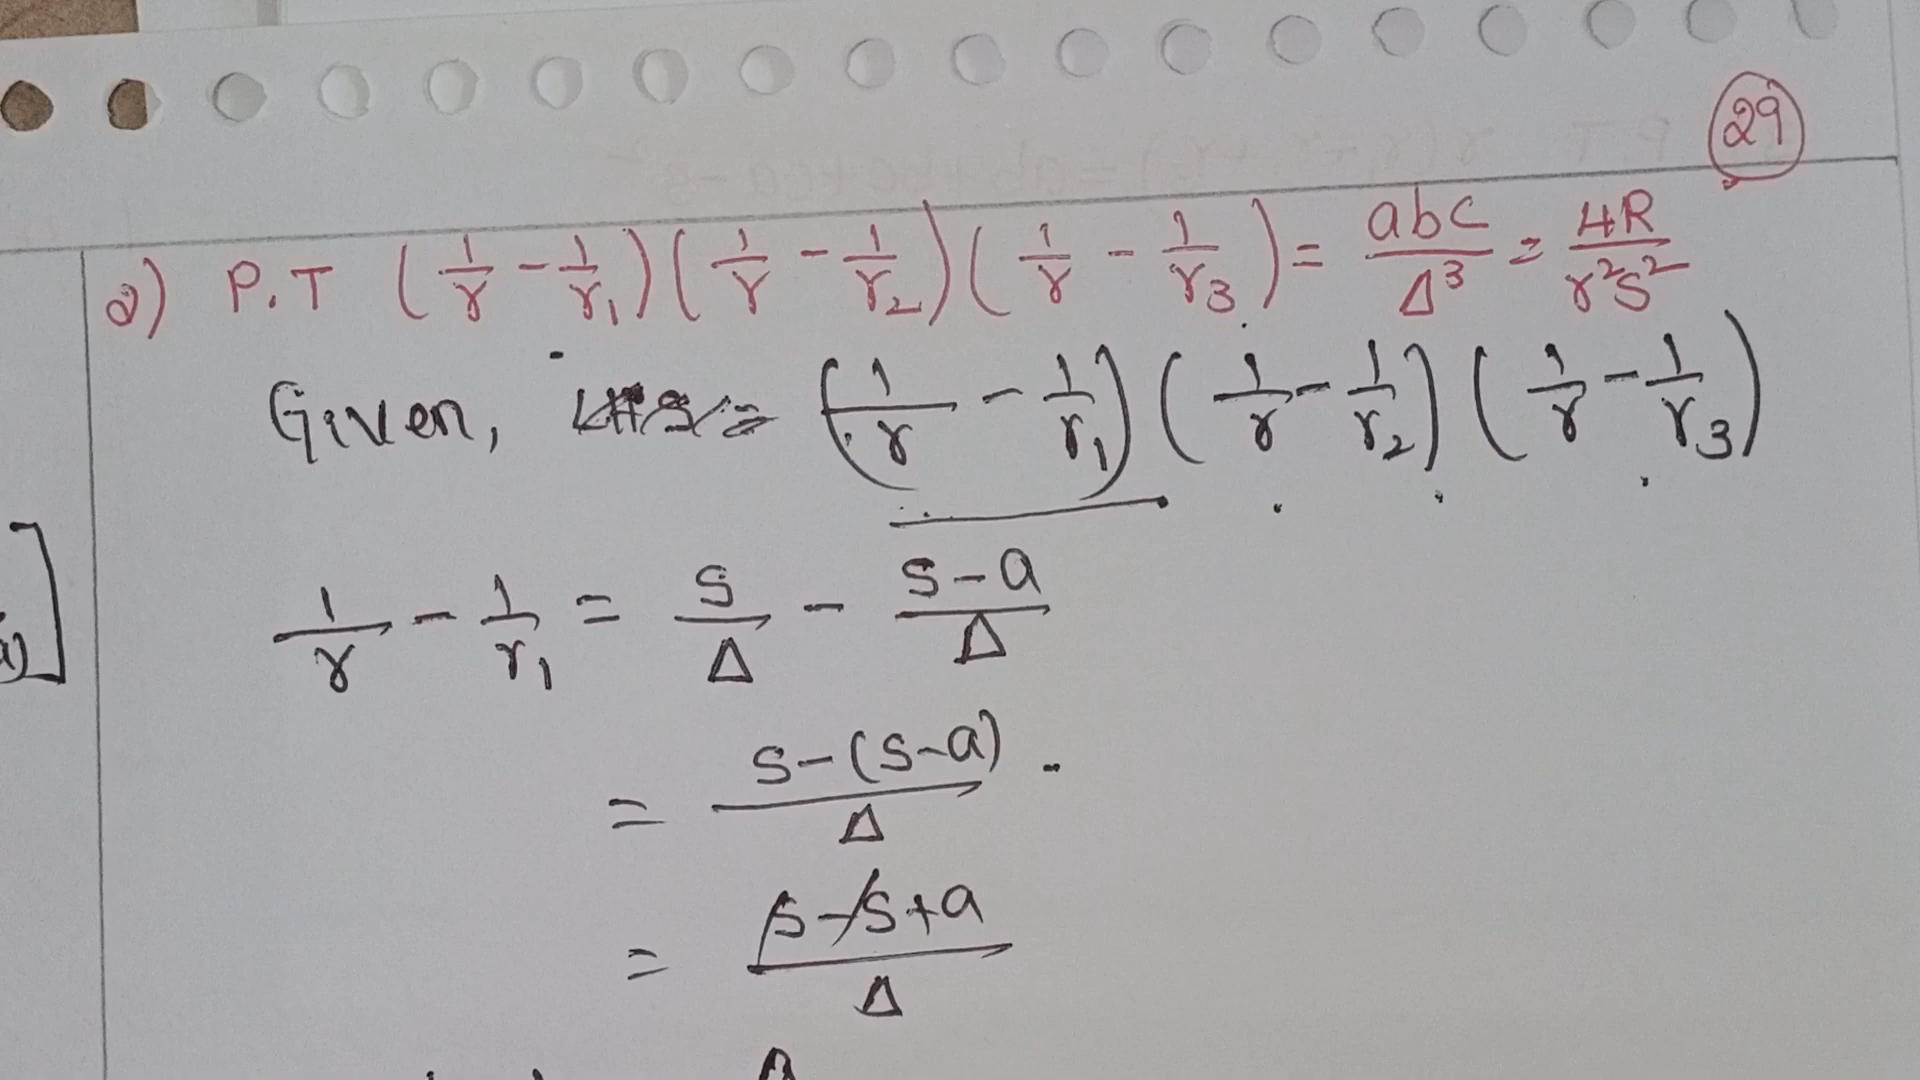 29
2) P.T (1/r - 1/r₁)(1/r - 1/r₂)(1/r - 1/r₃) = abc/Δ³ = 4R/r²s²
Given, LHS = (1/r - 1/r₁)(1/r - 1/r₂)(1/r - 1/r₃)
1/r - 1/r₁ = s/Δ - s-a/Δ
= s-(s-a)/Δ
= s-s+a/Δ